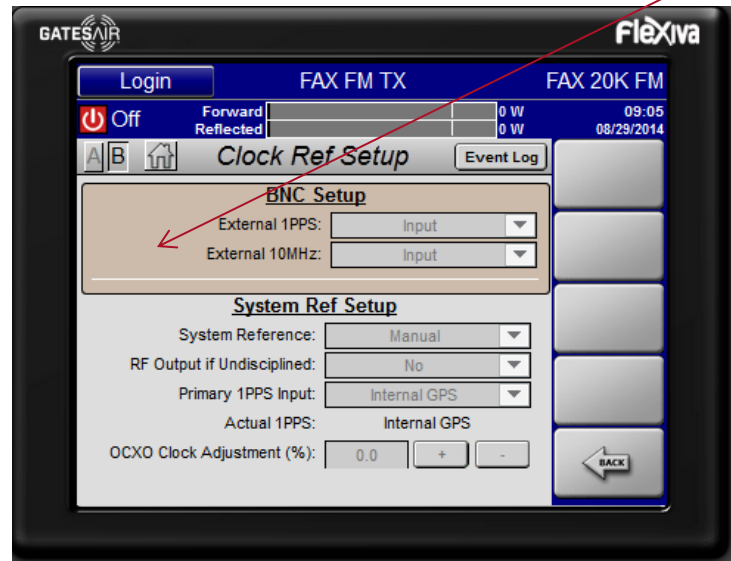 GATESAIR
Flexiva
Login FAX FM TX FAX 20K FM
Off Forward 0 W 09:05
Reflected 0 W 08/29/2014
A B Clock Ref Setup Event Log
BNC Setup
External 1PPS: Input
External 10MHz: Input
System Ref Setup
System Reference: Manual
RF Output if Undisciplined: No
Primary 1PPS Input: Internal GPS
Actual 1PPS: Internal GPS
OCXO Clock Adjustment (%): 0.0 + -
BACK